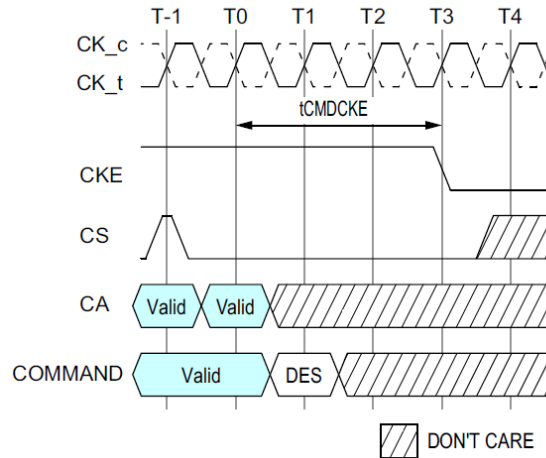 T-1 T0 T1 T2 T3 T4
CK_c
CK_t
tCMDCKE
CKE
CS
CA Valid Valid
COMMAND Valid DES
DON'T CARE